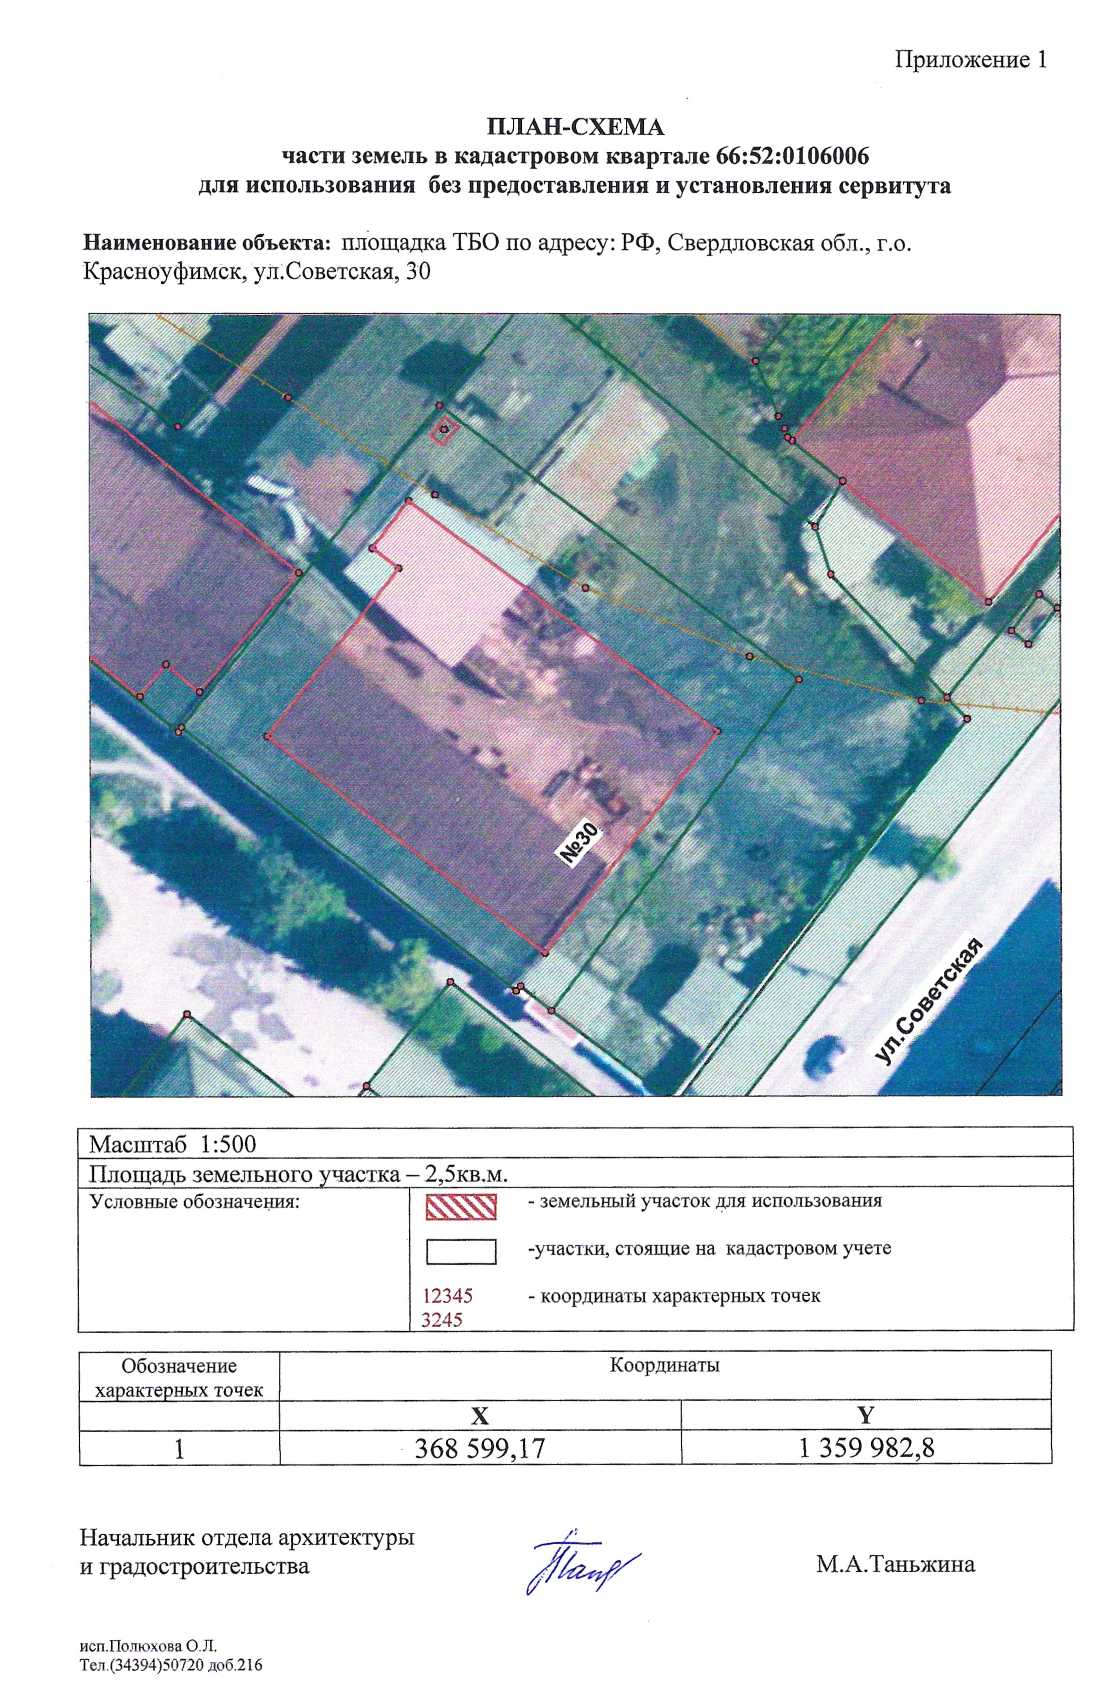 Приложение 1
ПЛАН-СХЕМА
части земель в кадастровом квартале 66:52:0106006
для использования без предоставления и установления сервитута
Наименование объекта: площадка ТБО по адресу: РФ, Свердловская обл., г.о.
Красноуфимск, ул.Советская, 30
№30
ул.Советская
Масштаб 1:500
Площадь земельного участка – 2,5кв.м.
Условные обозначения:
- земельный участок для использования
-участки, стоящие на кадастровом учете
12345
3245
- координаты характерных точек
Обозначение
характерных точек
Координаты
X
Y
1
368 599,17
1 359 982,8
Начальник отдела архитектуры
и градостроительства
М.А.Таньжина
исп.Полюхова О.Л.
Тел.(34394)50720 доб.216